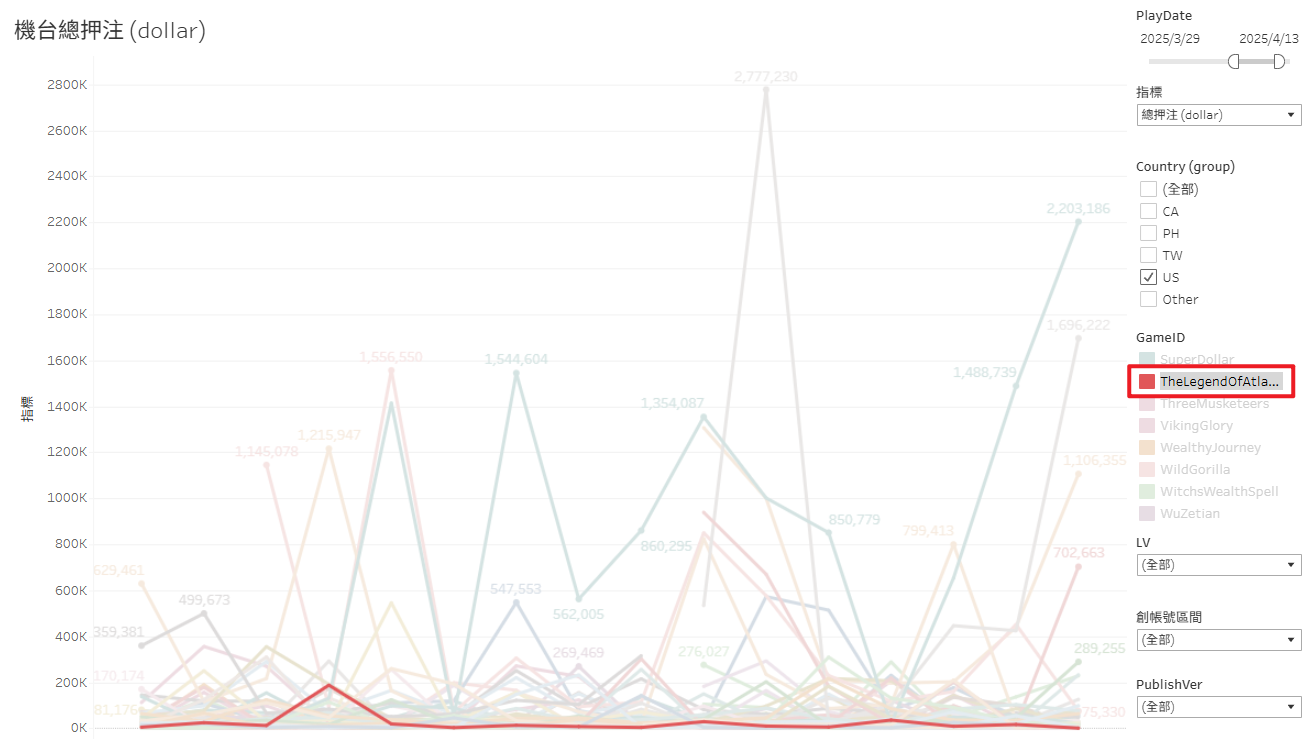 機台總押注 (dollar)
2800K
2600K
2400K
2200K
2000K
1800K
1600K
1400K
1200K
1000K
800K
600K
400K
200K
0K
指標
2,777,230
2,203,186
1,696,222
1,556,550
1,544,604
1,488,739
1,354,087
1,215,947
1,145,078
1,106,355
850,779
860,295
799,413
702,663
629,461
562,005
547,553
499,673
359,381
289,255
276,027
269,469
170,174
81,176
75,330
PlayDate
2025/3/29 2025/4/13
指標
總押注 (dollar)
Country (group)
(全部)
CA
PH
TW
US
Other
GameID
SuperDollar
TheLegendOfAtla...
ThreeMusketeers
VikingGlory
WealthyJourney
WildGorilla
WitchsWealthSpell
WuZetian
LV
(全部)
創帳號區間
(全部)
PublishVer
(全部)